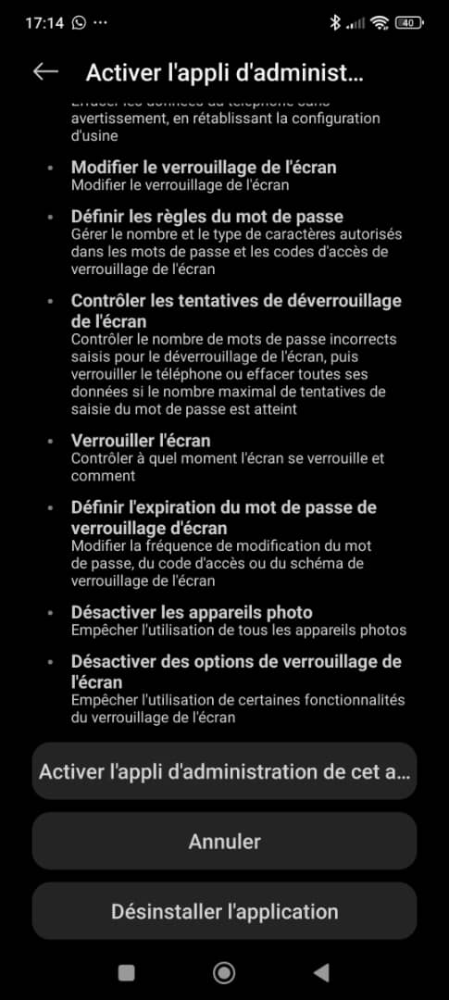 17:14 ... 40
Activer l'appli d'administ...
Effacer les données du téléphone sans
avertissement, en rétablissant la configuration
d'usine
• Modifier le verrouillage de l'écran
Modifier le verrouillage de l'écran
• Définir les règles du mot de passe
Gérer le nombre et le type de caractères autorisés
dans les mots de passe et les codes d'accès de
verrouillage de l'écran
• Contrôler les tentatives de déverrouillage
de l'écran
Contrôler le nombre de mots de passe incorrects
saisis pour le déverrouillage de l'écran, puis
verrouiller le téléphone ou effacer toutes ses
données si le nombre maximal de tentatives de
saisie du mot de passe est atteint
• Verrouiller l'écran
Contrôler à quel moment l'écran se verrouille et
comment
• Définir l'expiration du mot de passe de
verrouillage d'écran
Modifier la fréquence de modification du mot
de passe, du code d'accès ou du schéma de
verrouillage de l'écran
• Désactiver les appareils photo
Empêcher l'utilisation de tous les appareils photos
• Désactiver des options de verrouillage de
l'écran
Empêcher l'utilisation de certaines fonctionnalités
du verrouillage de l'écran
Activer l'appli d'administration de cet a...
Annuler
Désinstaller l'application